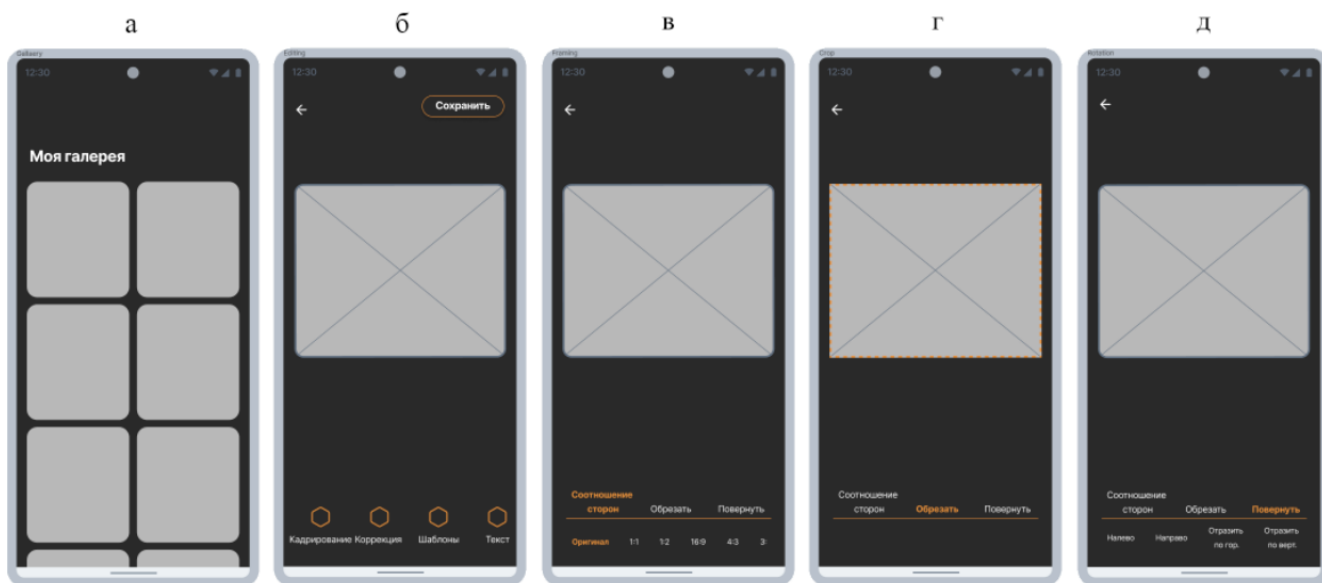 а
б
в
г
д
Gallaery
Editing
Framing
Crop
Rotation
12:30
12:30
12:30
12:30
12:30
Сохранить
Моя галерея
Кадрирование Коррекция Шаблоны Текст
Соотношение
сторон Обрезать Повернуть
Оригинал 1:1 1:2 16:9 4:3 3:
Соотношение
сторон Обрезать Повернуть
Соотношение
сторон Обрезать Повернуть
Налево Направо Отразить по гор. Отразить по верт.